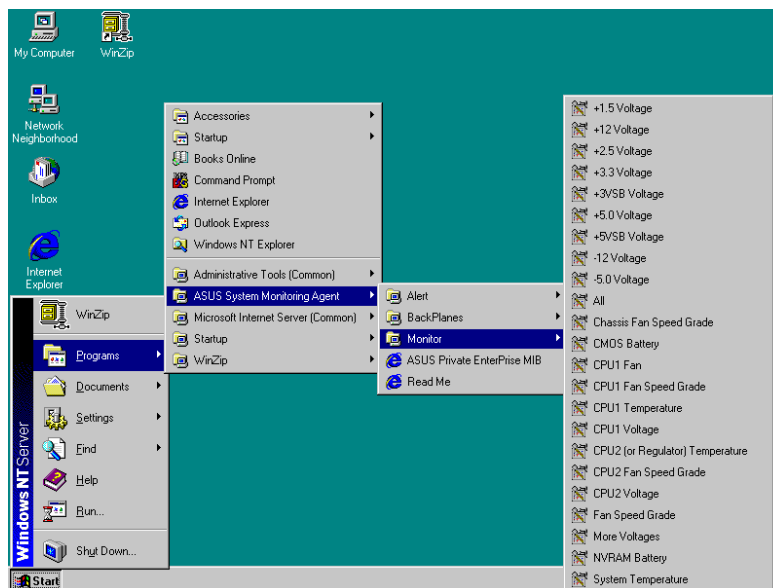 My Computer
WinZip
Network
Neighborhood
Inbox
Internet
Explorer
WinZip
Programs
Documents
Settings
Find
Help
Run...
Shut Down...
Windows NT Server
Start
Accessories
Startup
Books Online
Command Prompt
Internet Explorer
Outlook Express
Windows NT Explorer
Administrative Tools (Common)
ASUS System Monitoring Agent
Microsoft Internet Server (Common)
Startup
WinZip
Alert
BackPlanes
Monitor
ASUS Private EnterPrise MIB
Read Me
+1.5 Voltage
+12 Voltage
+2.5 Voltage
+3.3 Voltage
+3VSB Voltage
+5.0 Voltage
+5VSB Voltage
-12 Voltage
-5.0 Voltage
All
Chassis Fan Speed Grade
CMOS Battery
CPU1 Fan
CPU1 Fan Speed Grade
CPU1 Temperature
CPU1 Voltage
CPU2 (or Regulator) Temperature
CPU2 Fan Speed Grade
CPU2 Voltage
Fan Speed Grade
More Voltages
NVRAM Battery
System Temperature